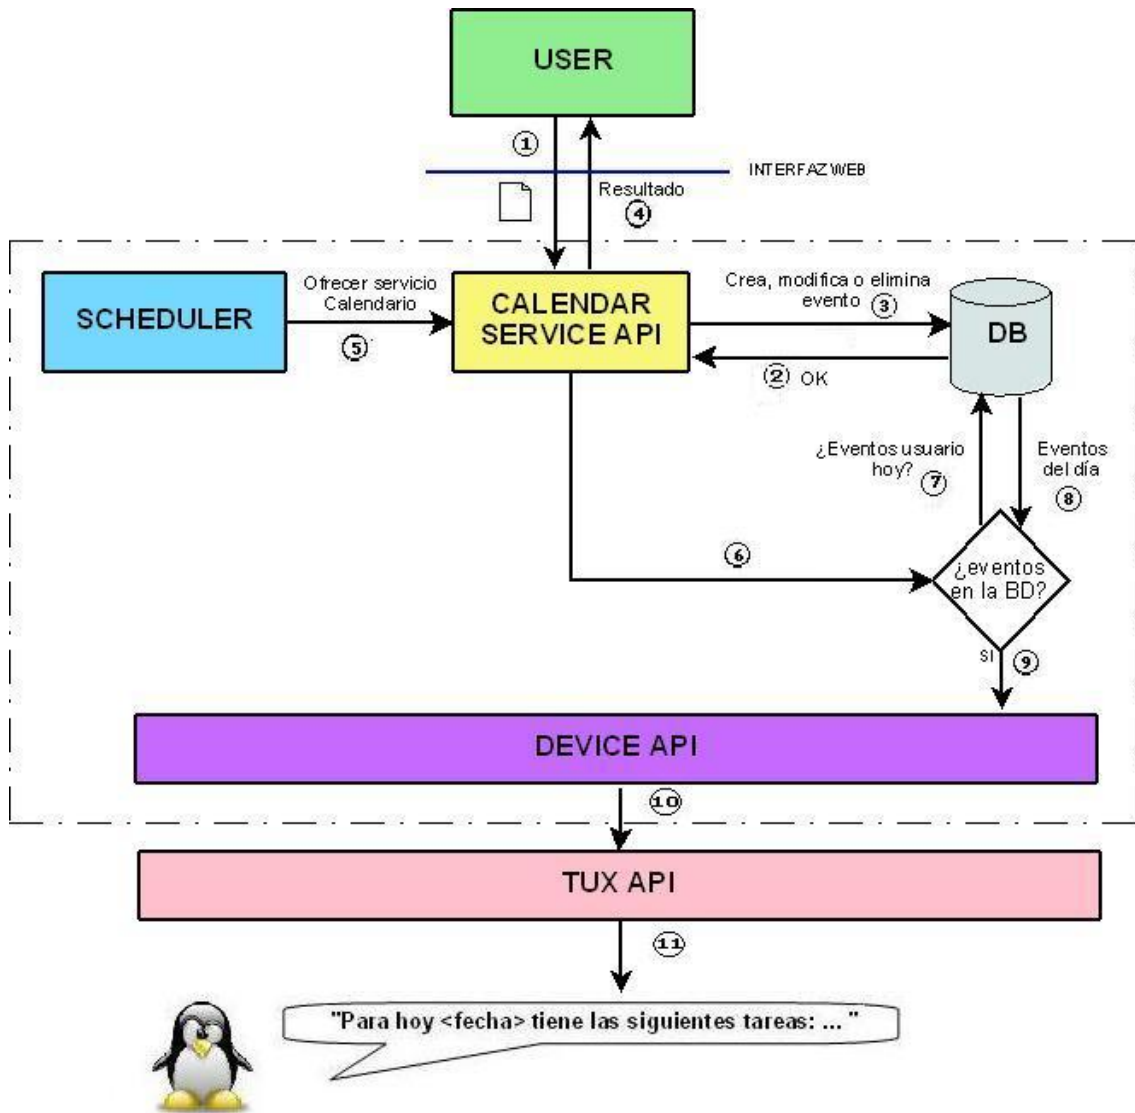 USER
1
INTERFAZ WEB
Resultado
4
SCHEDULER
Ofrecer servicio
Calendario
5
CALENDAR
SERVICE API
Crea, modifica o elimina
evento 3
2 OK
DB
¿Eventos usuario
hoy? 7
Eventos
del día
8
6
¿eventos
en la BD?
SI 9
DEVICE API
10
TUX API
11
"Para hoy <fecha> tiene las siguientes tareas: ... "